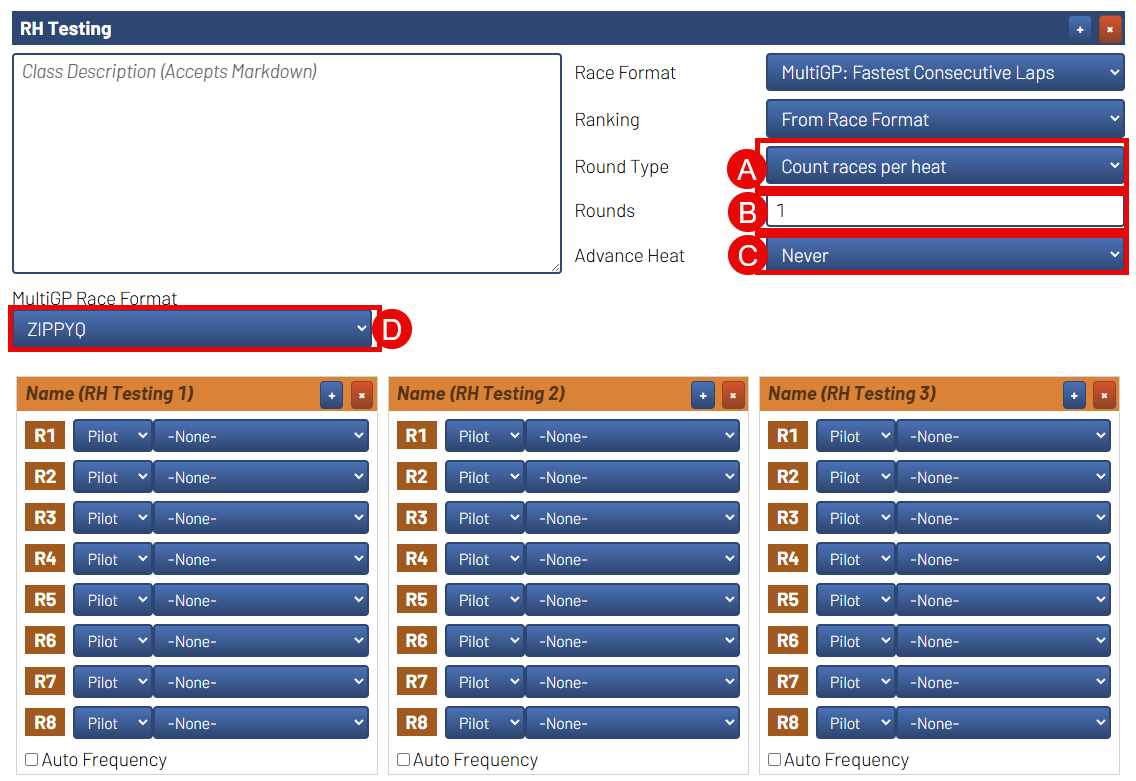 RH Testing + ×
Class Description (Accepts Markdown)
Race Format MultiGP: Fastest Consecutive Laps
Ranking From Race Format
Round Type A Count races per heat
Rounds B 1
Advance Heat C Never
MultiGP Race Format
ZIPPYQ D
Name (RH Testing 1) + × Name (RH Testing 2) + × Name (RH Testing 3) + ×
R1 Pilot -None- R1 Pilot -None- R1 Pilot -None-
R2 Pilot -None- R2 Pilot -None- R2 Pilot -None-
R3 Pilot -None- R3 Pilot -None- R3 Pilot -None-
R4 Pilot -None- R4 Pilot -None- R4 Pilot -None-
R5 Pilot -None- R5 Pilot -None- R5 Pilot -None-
R6 Pilot -None- R6 Pilot -None- R6 Pilot -None-
R7 Pilot -None- R7 Pilot -None- R7 Pilot -None-
R8 Pilot -None- R8 Pilot -None- R8 Pilot -None-
Auto Frequency Auto Frequency Auto Frequency